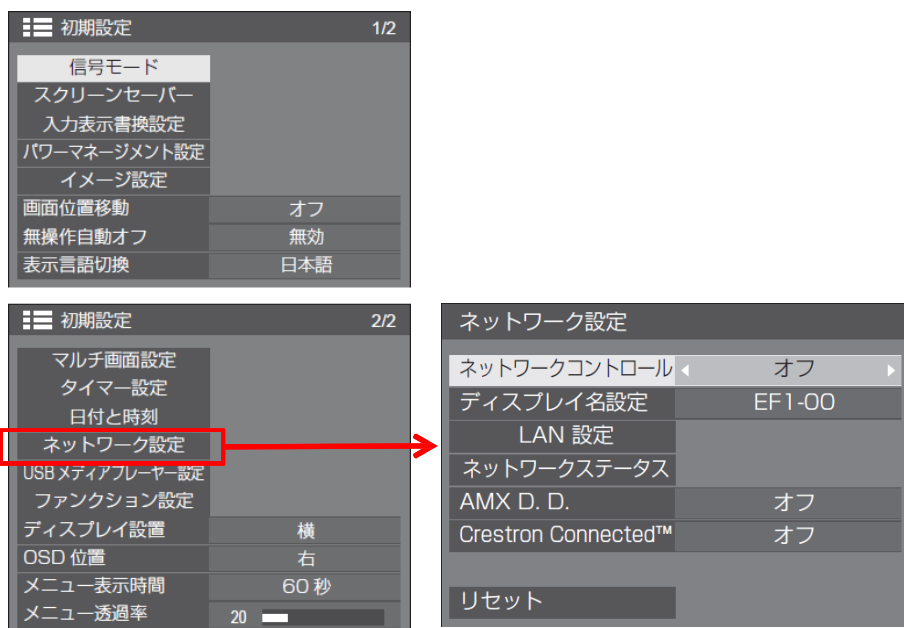 初期設定 1/2
信号モード
スクリーンセーバー
入力表示書換設定
パワーマネージメント設定
イメージ設定
画面位置移動 オフ
無操作自動オフ 無効
表示言語切換 日本語
初期設定 2/2
マルチ画面設定
タイマー設定
日付と時刻
ネットワーク設定
USBメディアプレーヤー設定
ファンクション設定
ディスプレイ設置 横
OSD 位置 右
メニュー表示時間 60 秒
メニュー透過率 20
ネットワーク設定
ネットワークコントロール オフ
ディスプレイ名設定 EF1-00
LAN 設定
ネットワークステータス
AMX D. D. オフ
Crestron Connected™ オフ
リセット